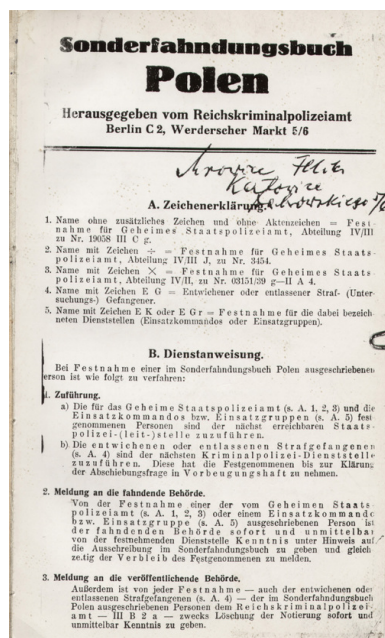 Sonderfahndungsbuch
Polen
Herausgegeben vom Reichskriminalpolizeiamt
Berlin C 2, Werderscher Markt 5/6
Katowice
A. Zeichenerklärung.
1. Name ohne zusätzliches Zeichen und ohne Aktenzeichen = Fest-
nahme für Geheimes Staatspolizeiamt, Abteilung IV/III
zu Nr. 19058 III C g.
2. Name mit Zeichen ÷ = Festnahme für Geheimes Staats-
polizeiamt, Abteilung IV/III J, zu Nr. 3454.
3. Name mit Zeichen X = Festnahme für Geheimes Staats-
polizeiamt, Abteilung IV/II, zu Nr. 03151/39 g—II A 4.
4. Name mit Zeichen E G = Entwichener oder entlassener Straf- (Unter-
suchungs-) Gefangener.
5. Name mit Zeichen E K oder E Gr = Festnahme für die dabei bezeich-
neten Dienststellen (Einsatzkommandos oder Einsatzgruppen).
B. Dienstanweisung.
Bei Festnahme einer im Sonderfahndungsbuch Polen ausgeschriebenen
erson ist wie folgt zu verfahren:
1. Zuführung.
a) Die für das Geheime Staatspolizeiamt (s. A. 1, 2, 3) und die
Einsatzkommandos bzw. Einsatzgruppen (s. A. 5) fest
genommenen Personen sind der nächst erreichbaren Staats-
polizei-(leit-)stelle zuzuführen.
b) Die entwichenen oder entlassenen Strafgefangenen
(s. A. 4) sind der nächsten Kriminalpolizei-Dienststelle
zuzuführen. Diese hat die Festgenommenen bis zur Klärung
der Abschiebungsfrage in Vorbeugungshaft zu nehmen.
2. Meldung an die fahndende Behörde.
Von der Festnahme einer der vom Geheimen Staats-
polizeiamt (s. A. 1, 2, 3) oder einem Einsatzkommando
bzw. Einsatzgruppe (s. A. 5) ausgeschriebenen Person ist
der fahndenden Behörde sofort und unmittelbar
von der festnehmenden Dienststelle Kenntnis unter Hinweis auf
die Ausschreibung im Sonderfahndungsbuch zu geben und gleich
ze.tig der Verbleib des Festgenommenen zu melden.
3. Meldung an die veröffentlichende Behörde.
Außerdem ist von jeder Festnahme — auch der entwichenen oder
entlassenen Strafgefangenen (s. A. 4) — der im Sonderfahndungsbuch
Polen ausgeschriebenen Personen dem Reichskriminalpolizei-
amt — III B 2 a — zwecks Löschung der Notierung sofort und
unmittelbar Kenntnis zu geben.